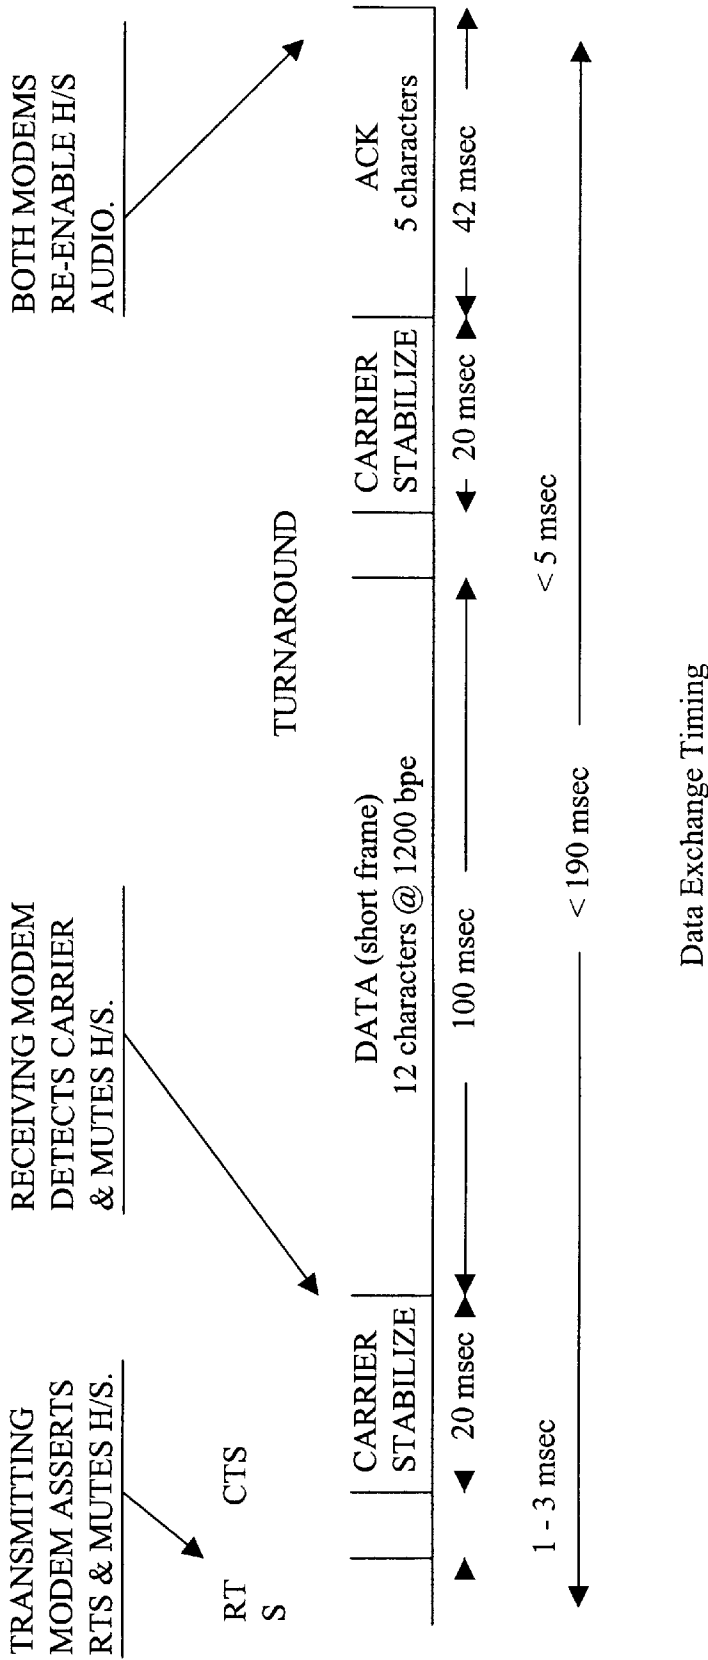 TRANSMITTING
MODEM ASSERTS
RTS & MUTES H/S.
RECEIVING MODEM
DETECTS CARRIER
& MUTES H/S.
BOTH MODEMS
RE-ENABLE H/S
AUDIO.
RT
S
CTS
TURNAROUND
CARRIER
STABILIZE
DATA (short frame)
12 characters @ 1200 bpe
CARRIER
STABILIZE
ACK
5 characters
20 msec
100 msec
20 msec
42 msec
1 - 3 msec
< 5 msec
< 190 msec
Data Exchange Timing